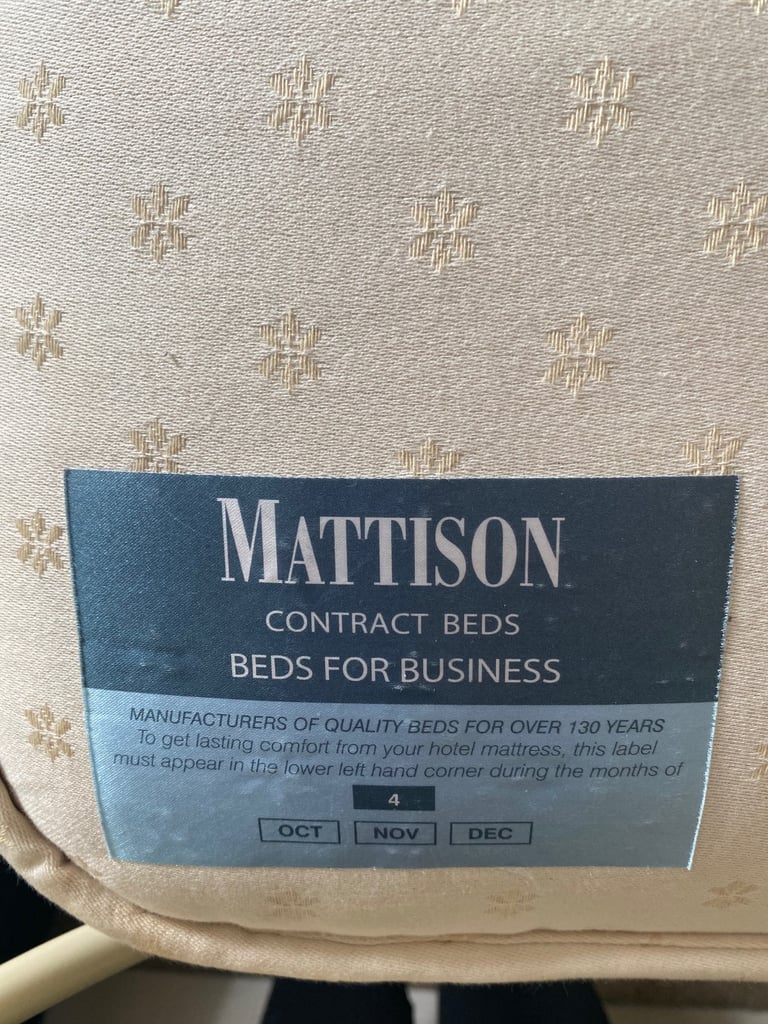 MATTISON
CONTRACT BEDS
BEDS FOR BUSINESS
MANUFACTURERS OF QUALITY BEDS FOR OVER 130 YEARS
To get lasting comfort from your hotel mattress, this label
must appear in the lower left hand corner during the months of
4
OCT NOV DEC